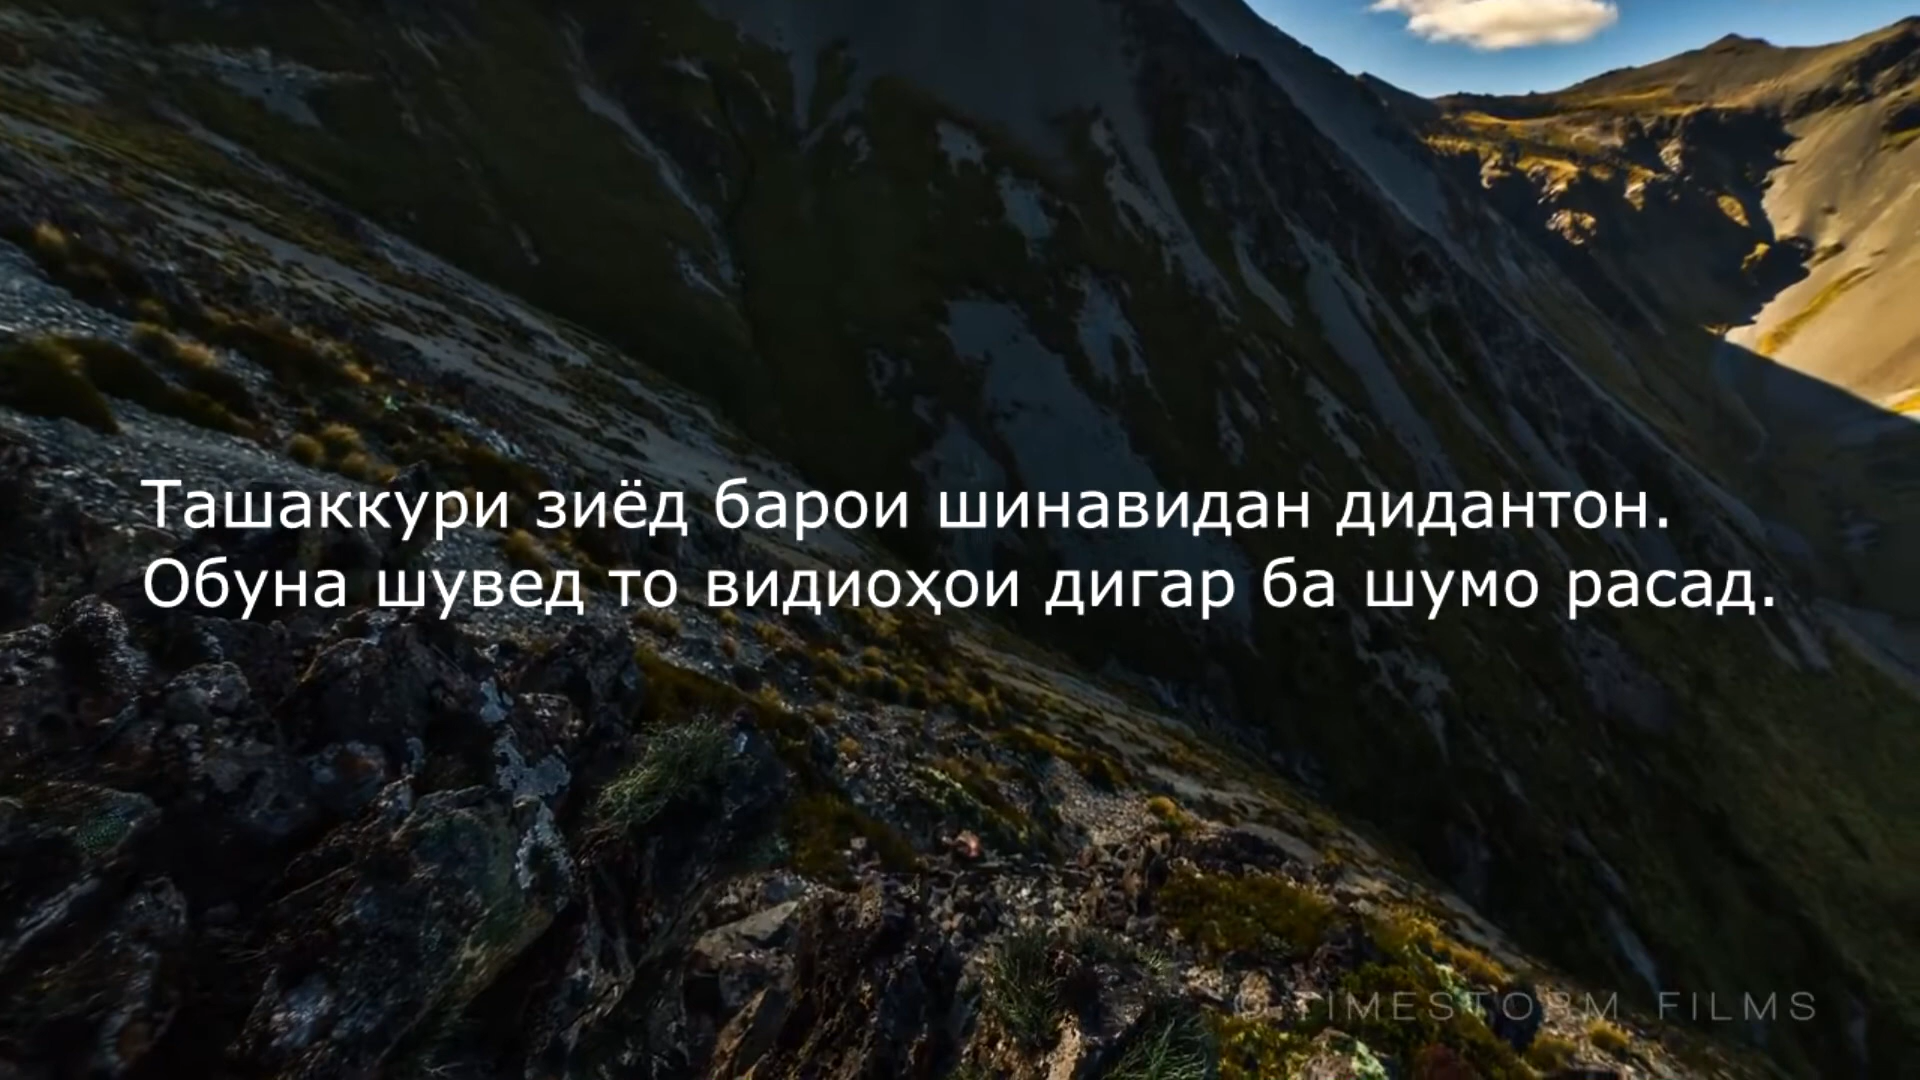 Ташаккури зиёд барои шинавидан дидантон.
Обуна шувед то видиоҳои дигар ба шумо расад.
© TIMESTORM FILMS